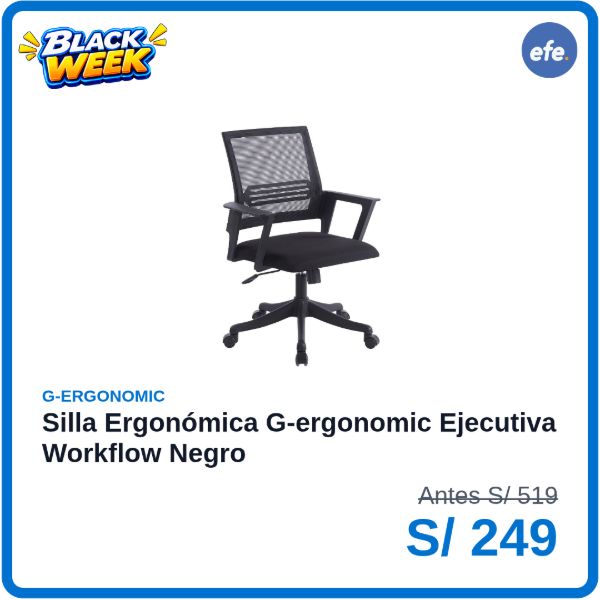 BLACK
WEEK
efe.
G-ERGONOMIC
Silla Ergonómica G-ergonomic Ejecutiva
Workflow Negro
Antes S/ 519
S/ 249